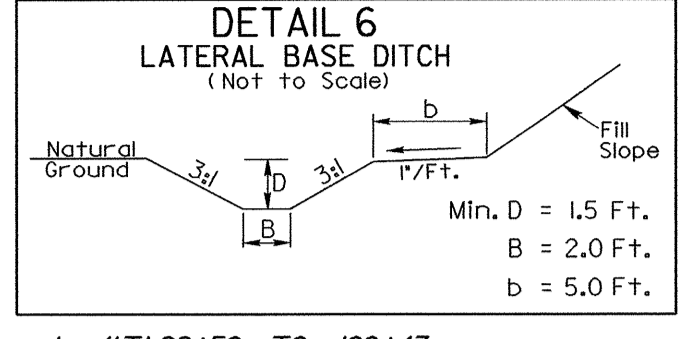 DETAIL 6
LATERAL BASE DITCH
(Not to Scale)
b
Natural
Ground
3:1
D
3:1
1"/Ft.
Fill
Slope
B
Min. D = 1.5 Ft.
B = 2.0 Ft.
b = 5.0 Ft.